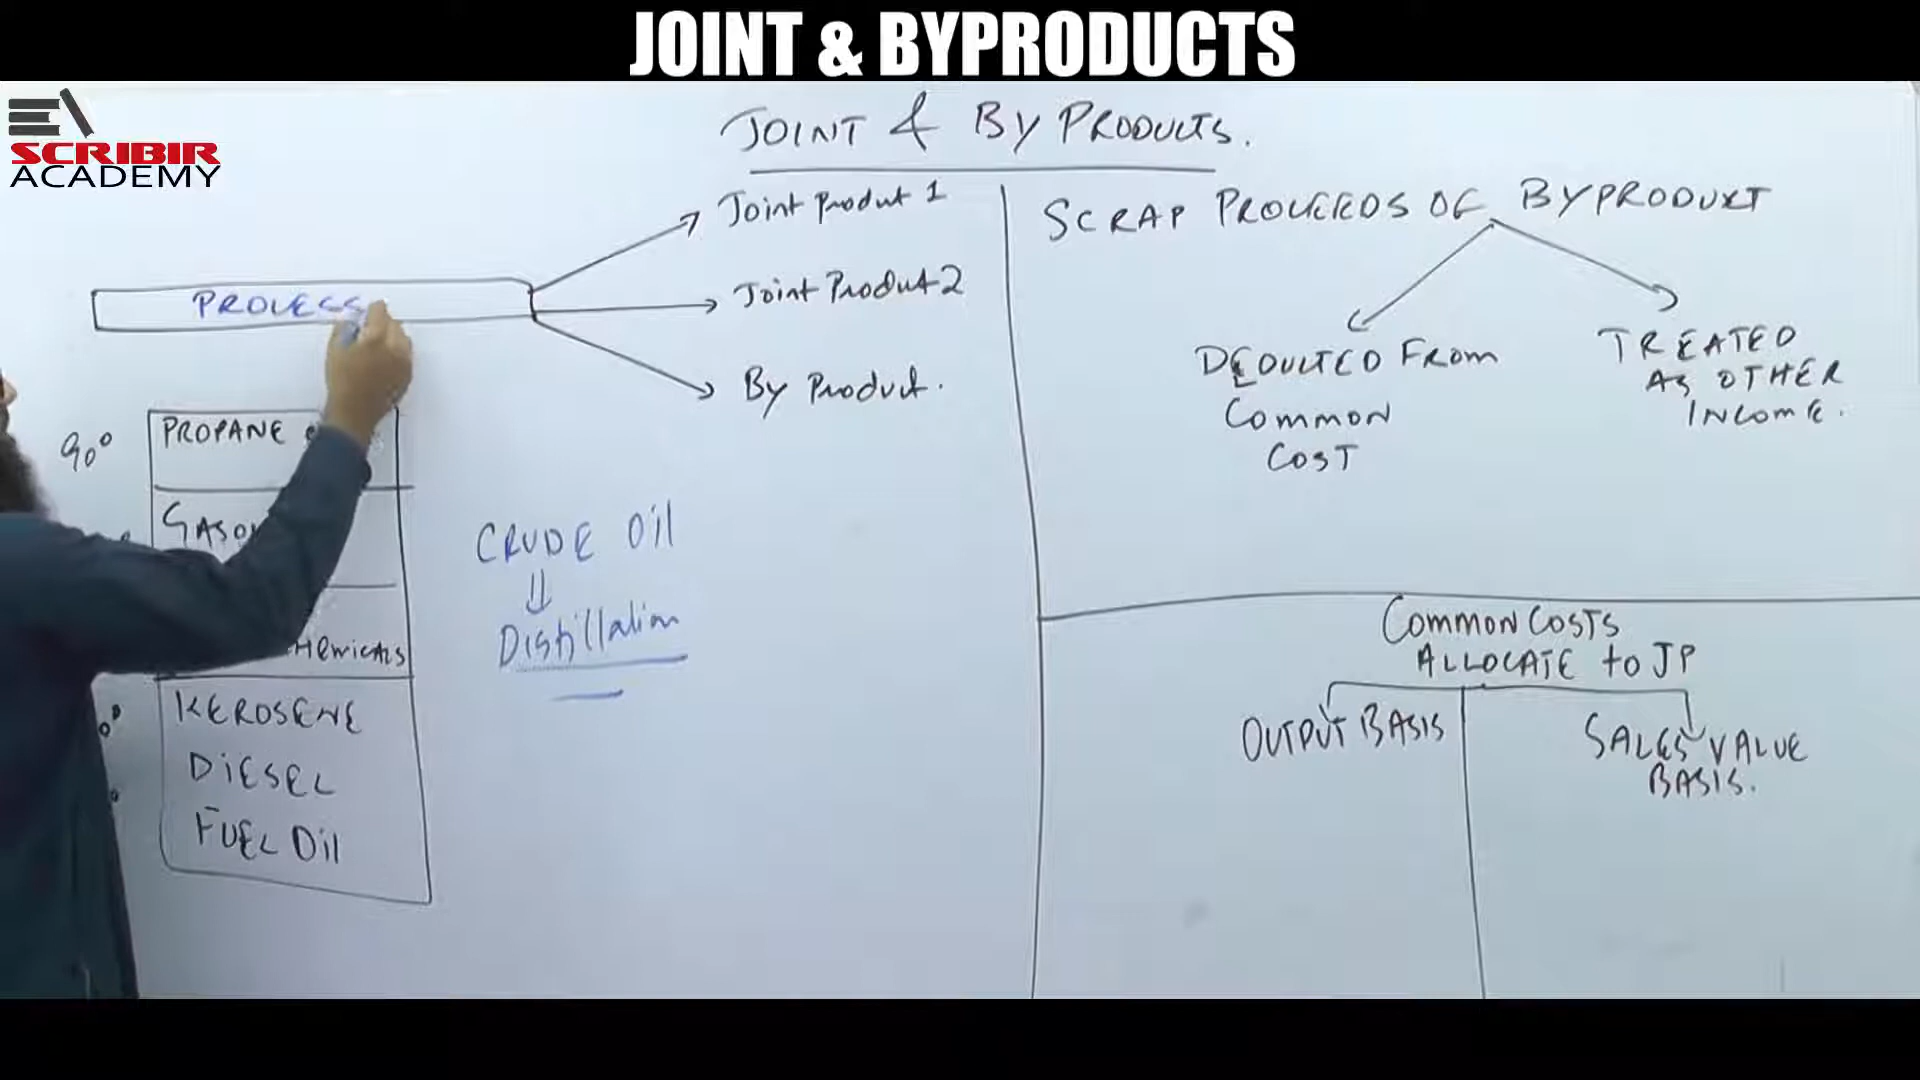 JOINT & BYPRODUCTS
SCRIBIR
ACADEMY
JOINT & BY PRODUCTS.
Joint Product 1
Joint Product 2
By Product.
PROCESS
90°
PROPANE
KEROSENE
DIESEL
FUEL Oil
CRUDE Oil
Distillation
SCRAP PROCEEDS OF BYPRODUCT
DEDUCTED FROM
COMMON
COST
TREATED
AS OTHER
INCOME.
COMMON COSTS
ALLOCATE to JP
OUTPUT BASIS
SALES VALUE
BASIS.